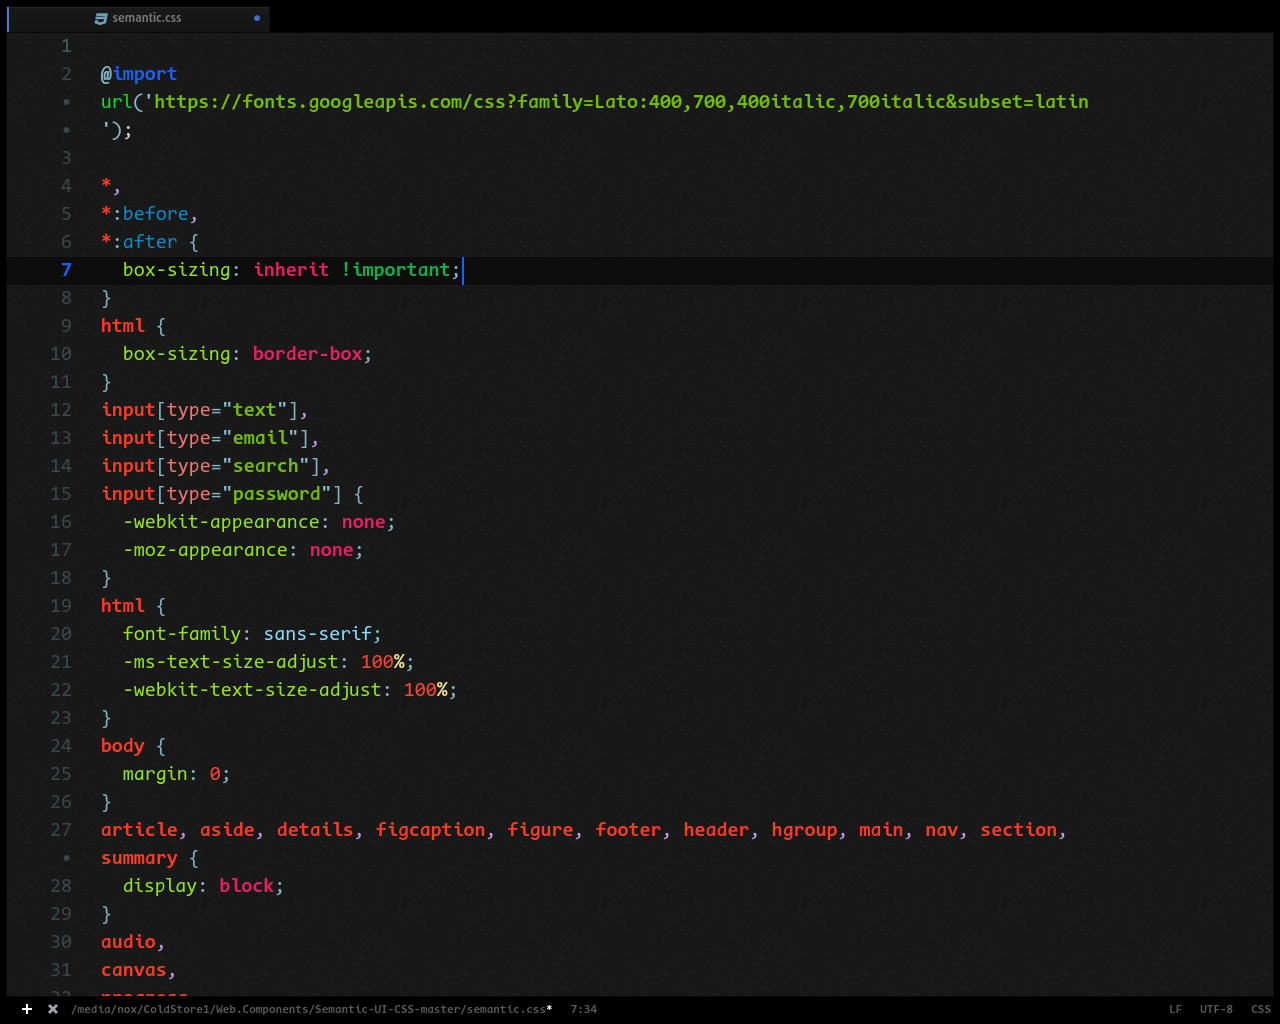 semantic.css
1
2 @import
• url('https://fonts.googleapis.com/css?family=Lato:400,700,400italic,700italic&subset=latin
• ');
3
4 *,
5 *:before,
6 *:after {
7   box-sizing: inherit !important;
8 }
9 html {
10   box-sizing: border-box;
11 }
12 input[type="text"],
13 input[type="email"],
14 input[type="search"],
15 input[type="password"] {
16   -webkit-appearance: none;
17   -moz-appearance: none;
18 }
19 html {
20   font-family: sans-serif;
21   -ms-text-size-adjust: 100%;
22   -webkit-text-size-adjust: 100%;
23 }
24 body {
25   margin: 0;
26 }
27 article, aside, details, figcaption, figure, footer, header, hgroup, main, nav, section,
• summary {
28   display: block;
29 }
30 audio,
31 canvas,
32 progress
/media/nox/ColdStore1/Web.Components/Semantic-UI-CSS-master/semantic.css* 7:34 LF UTF-8 CSS